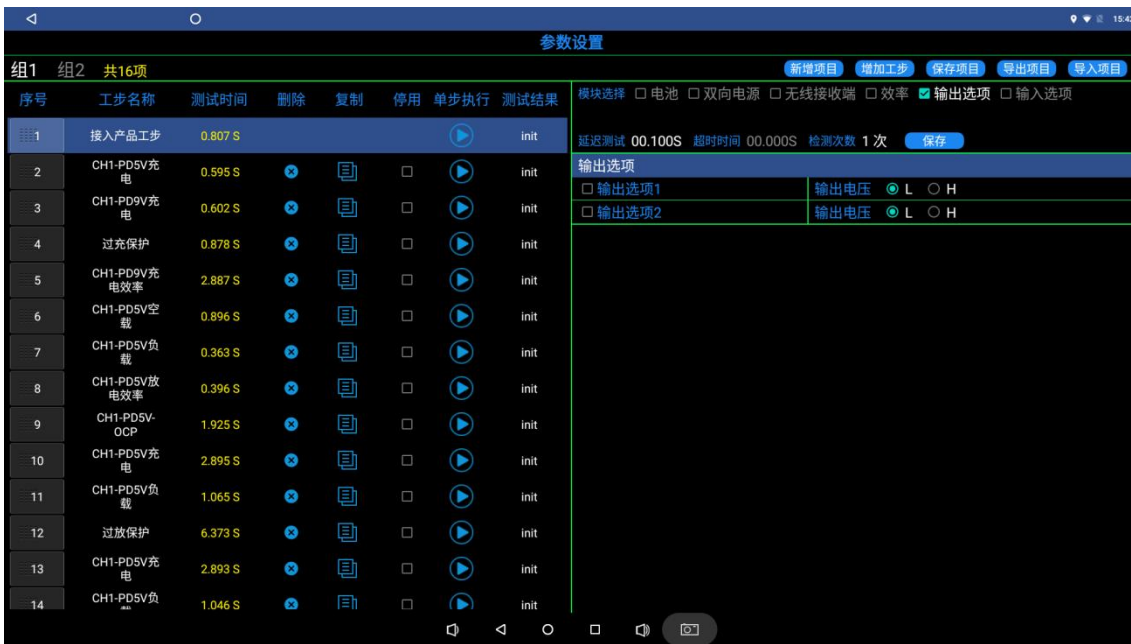 15:4
参数设置
组1 组2 共16项 新增项目 增加工步 保存项目 导出项目 导入项目
序号 工步名称 测试时间 删除 复制 停用 单步执行 测试结果
模块选择 电池 双向电源 无线接收端 效率 输出选项 输入选项
延迟测试 00.100S 超时时间 00.000S 检测次数 1 次 保存
输出选项
输出选项1 输出电压 L H
输出选项2 输出电压 L H
1 接入产品工步 0.807 S init
2 CH1-PD5V充
电 0.595 S init
3 CH1-PD9V充
电 0.602 S init
4 过充保护 0.878 S init
5 CH1-PD9V充
电效率 2.887 S init
6 CH1-PD5V空
载 0.896 S init
7 CH1-PD5V负
载 0.363 S init
8 CH1-PD5V放
电效率 0.396 S init
9 CH1-PD5V-
OCP 1.925 S init
10 CH1-PD5V充
电 2.895 S init
11 CH1-PD5V负
载 1.065 S init
12 过放保护 6.373 S init
13 CH1-PD5V充
电 2.893 S init
14 CH1-PD5V负
1.046 S init